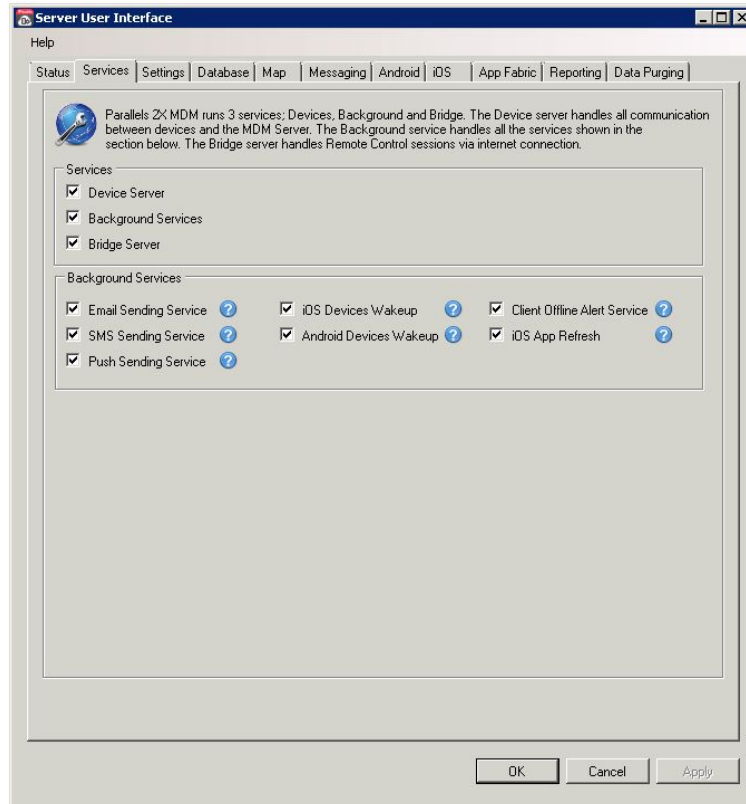 Server User Interface
Help
Status Services Settings Database Map Messaging Android iOS App Fabric Reporting Data Purging
Parallels 2X MDM runs 3 services; Devices, Background and Bridge. The Device server handles all communication
between devices and the MDM Server. The Background service handles all the services shown in the
section below. The Bridge server handles Remote Control sessions via internet connection.
Services
Device Server
Background Services
Bridge Server
Background Services
Email Sending Service ? iOS Devices Wakeup ? Client Offline Alert Service ?
SMS Sending Service ? Android Devices Wakeup ? iOS App Refresh ?
Push Sending Service ?
OK Cancel Apply